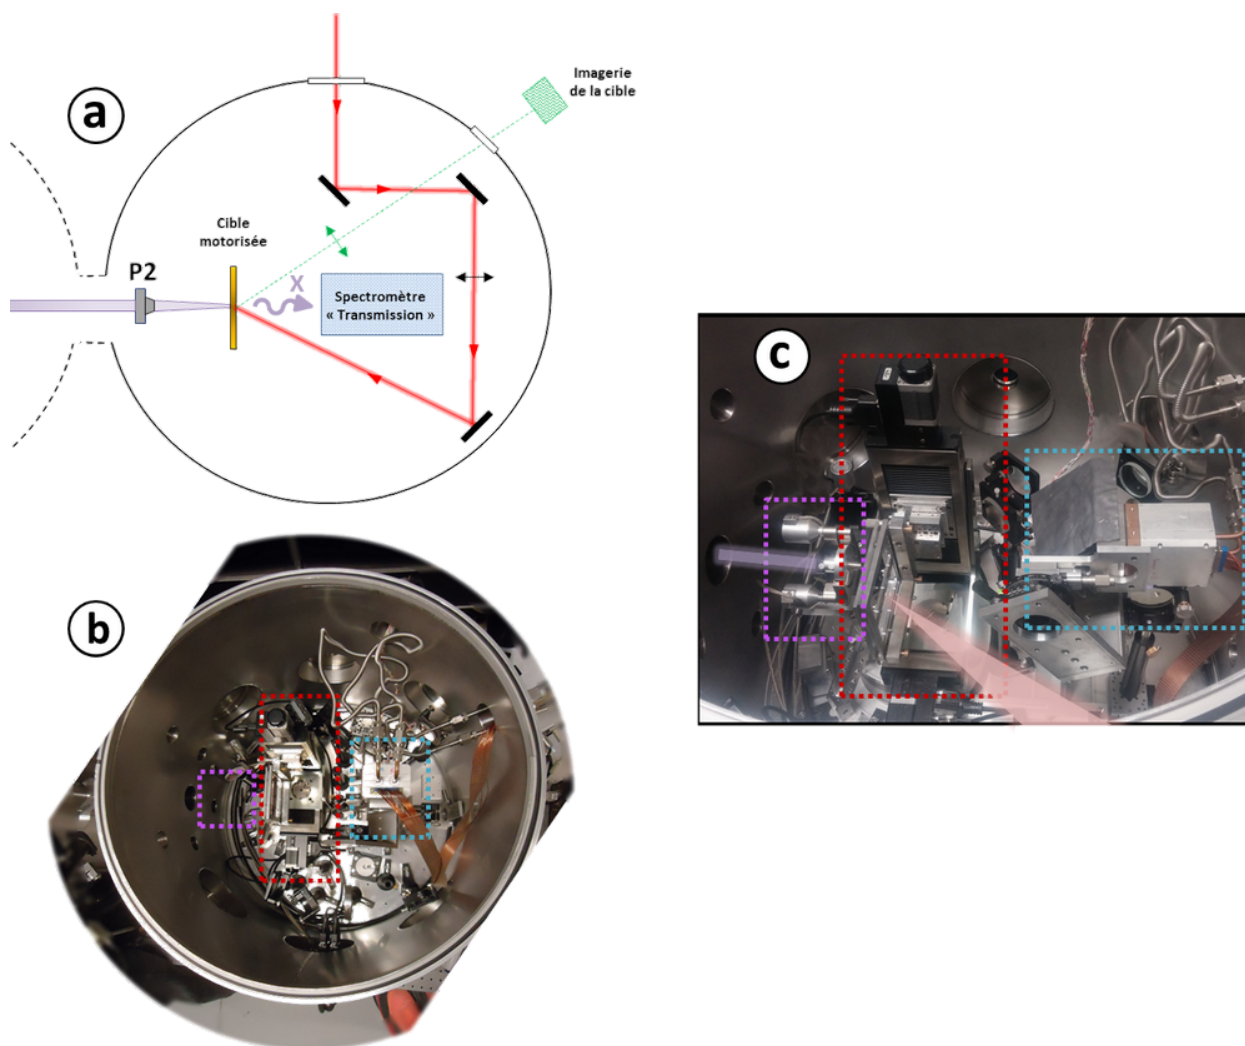 a
Imagerie
de la cible
Cible
motorisée
P2
X
Spectromètre
« Transmission »
b
c